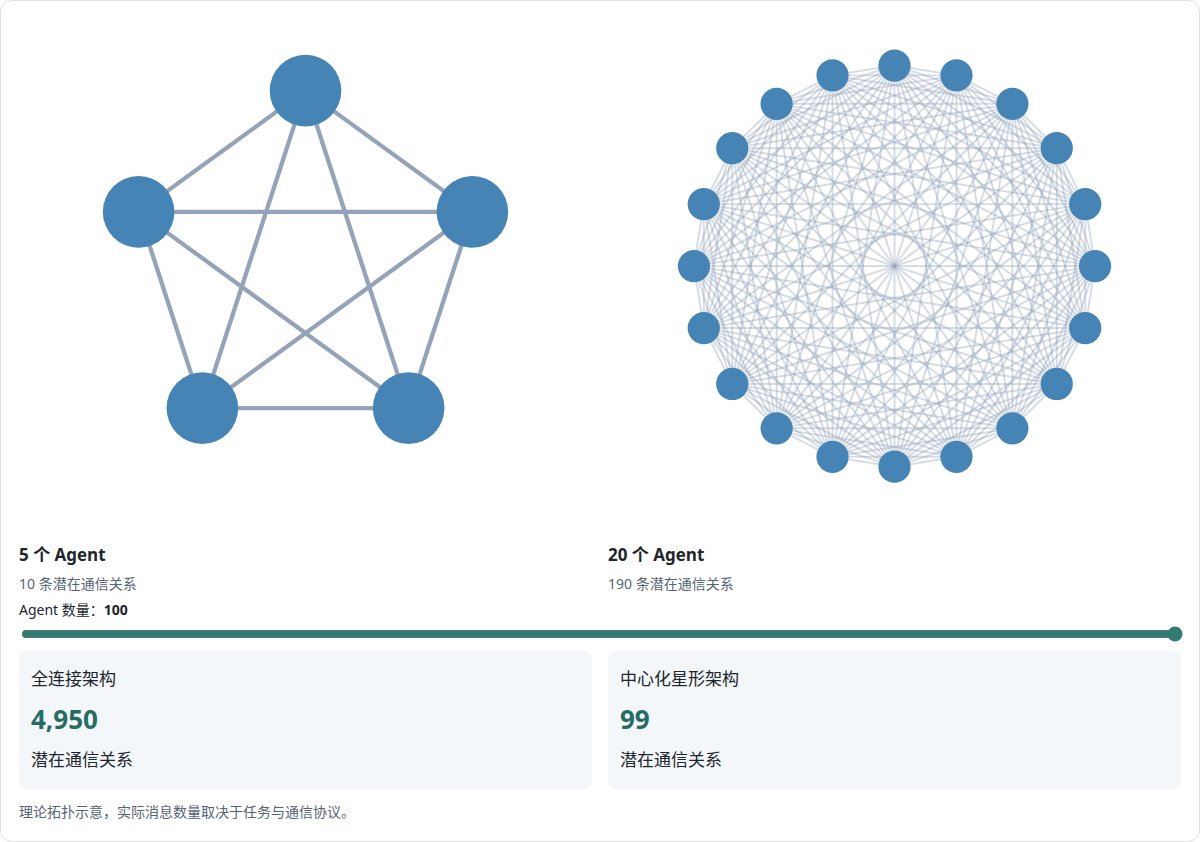 5 个 Agent
10 条潜在通信关系
20 个 Agent
190 条潜在通信关系
Agent 数量：100
全连接架构
4,950
潜在通信关系
中心化星形架构
99
潜在通信关系
理论拓扑示意，实际消息数量取决于任务与通信协议。